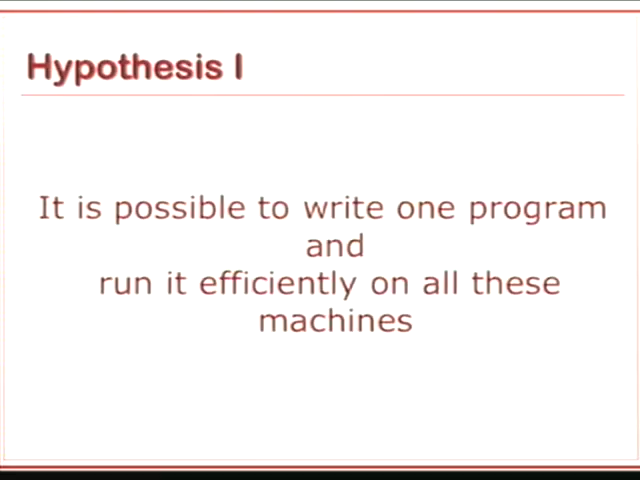 Hypothesis I
It is possible to write one program
and
run it efficiently on all these
machines